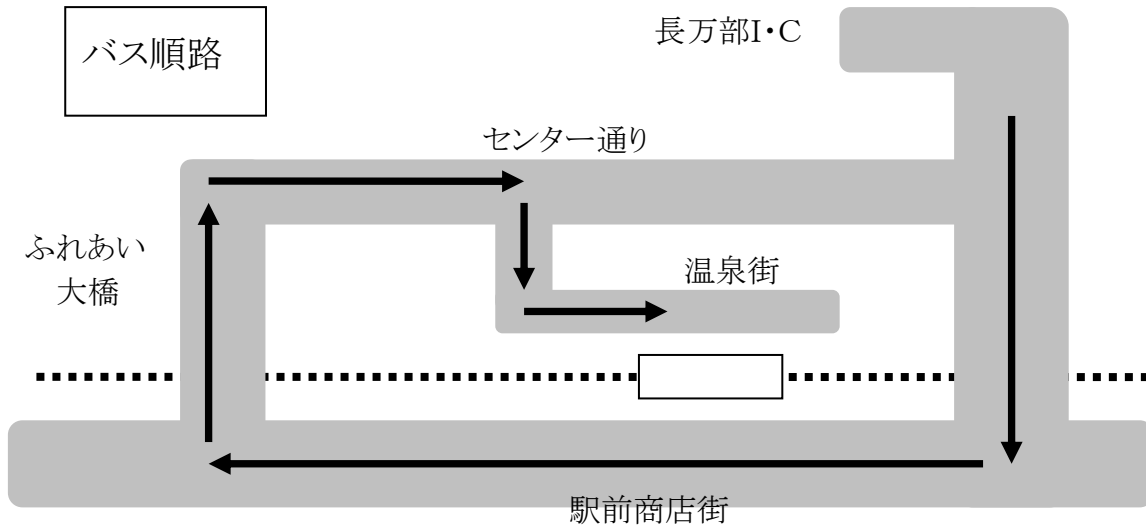 バス順路
長万部I・C
センター通り
ふれあい
大橋
温泉街
駅前商店街